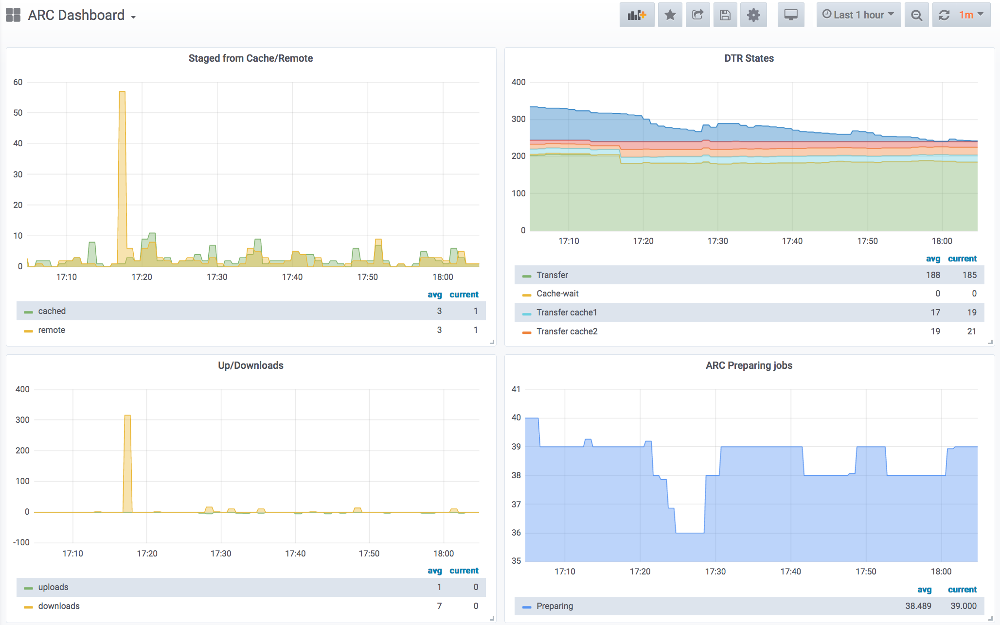 ARC Dashboard
Last 1 hour
1m
Staged from Cache/Remote
60
50
40
30
20
10
0
17:10 17:20 17:30 17:40 17:50 18:00
avg current
cached 3 1
remote 3 1
DTR States
400
300
200
100
0
17:10 17:20 17:30 17:40 17:50 18:00
avg current
Transfer 188 185
Cache-wait 0 0
Transfer cache1 17 19
Transfer cache2 19 21
Up/Downloads
400
300
200
100
0
-100
17:10 17:20 17:30 17:40 17:50 18:00
avg current
uploads 1 0
downloads 7 0
ARC Preparing jobs
41
40
39
38
37
36
35
17:10 17:20 17:30 17:40 17:50 18:00
avg current
Preparing 38.489 39.000